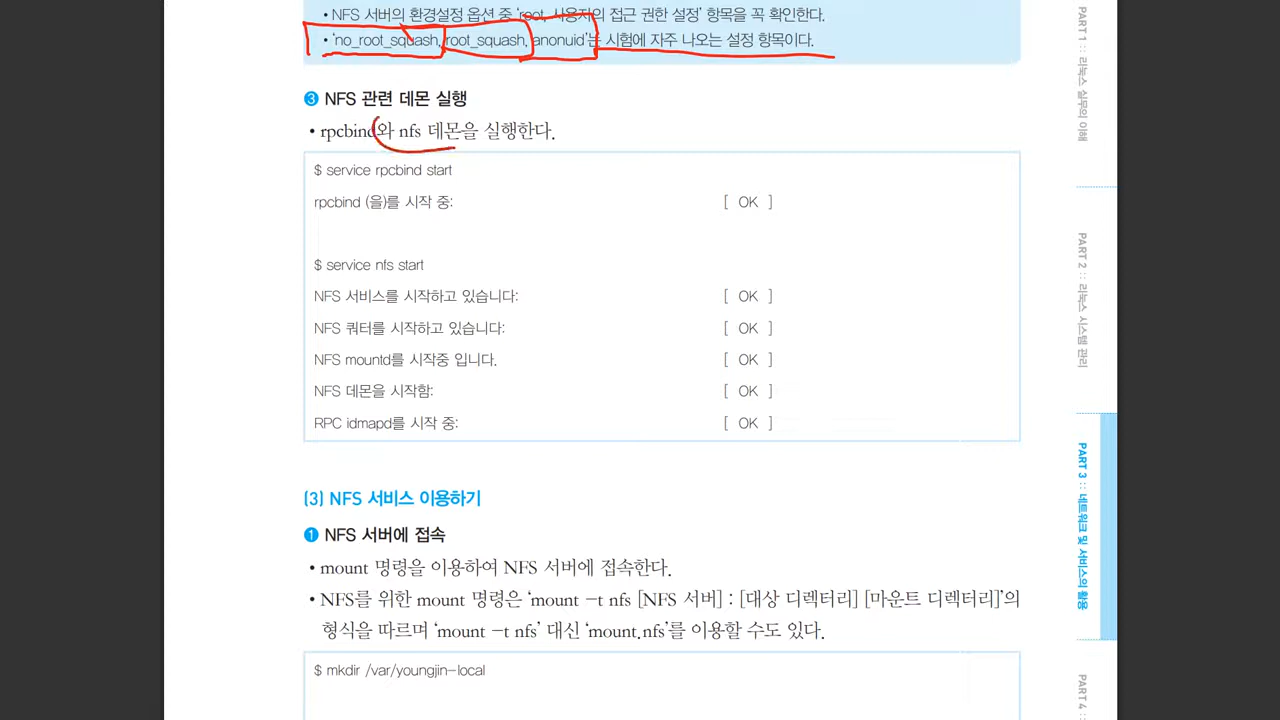 • NFS 서버의 환경설정 옵션 중 ‘root, 사용자의 접근 권한 설정’ 항목을 꼭 확인한다.
• ‘no_root_squash, root_squash, anonuid’는 시험에 자주 나오는 설정 항목이다.
❸ NFS 관련 데몬 실행
• rpcbind와 nfs 데몬을 실행한다.
$ service rpcbind start
rpcbind (을)를 시작 중: [ OK ]
$ service nfs start
NFS 서비스를 시작하고 있습니다: [ OK ]
NFS 쿼터를 시작하고 있습니다: [ OK ]
NFS mountd를 시작중 입니다. [ OK ]
NFS 데몬을 시작함: [ OK ]
RPC idmapd를 시작 중: [ OK ]
(3) NFS 서비스 이용하기
❶ NFS 서버에 접속
• mount 명령을 이용하여 NFS 서버에 접속한다.
• NFS를 위한 mount 명령은 ‘mount -t nfs [NFS 서버] : [대상 디렉터리] [마운트 디렉터리]’의
형식을 따르며 ‘mount -t nfs’ 대신 ‘mount.nfs’를 이용할 수도 있다.
$ mkdir /var/youngjin-local
PART 1 :: 리눅스 실무의 이해
PART 2 :: 리눅스 시스템 관리
PART 3 :: 네트워크 및 서비스의 활용
PART 4 ::